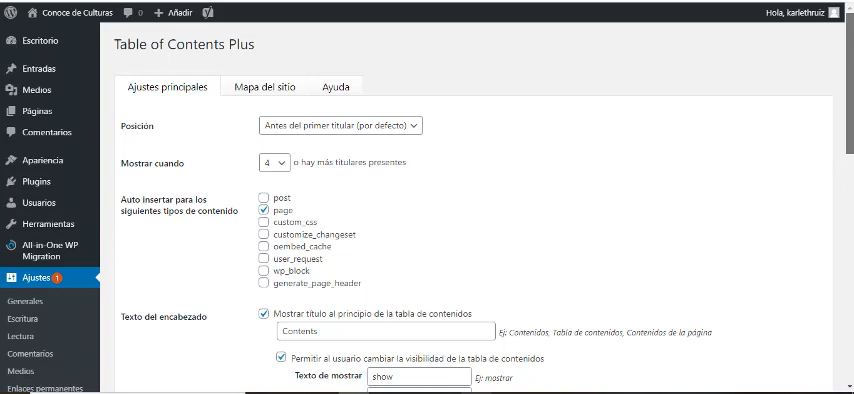 Conoce de Culturas 0 Añadir Hola, karlethruiz
Escritorio
Entradas
Medios
Páginas
Comentarios
Apariencia
Plugins
Usuarios
Herramientas
All-in-One WP
Migration
Ajustes 1
Generales
Escritura
Lectura
Comentarios
Medios
Enlaces permanentes
Table of Contents Plus
Ajustes principales Mapa del sitio Ayuda
Posición Antes del primer titular (por defecto)
Mostrar cuando 4 o hay más titulares presentes
Auto insertar para los
siguientes tipos de contenido
post
page
custom_css
customize_changeset
oembed_cache
user_request
wp_block
generate_page_header
Texto del encabezado Mostrar título al principio de la tabla de contenidos
Contents Ej: Contenidos, Tabla de contenidos, Contenidos de la página
Permitir al usuario cambiar la visibilidad de la tabla de contenidos
Texto de mostrar show Ej: mostrar